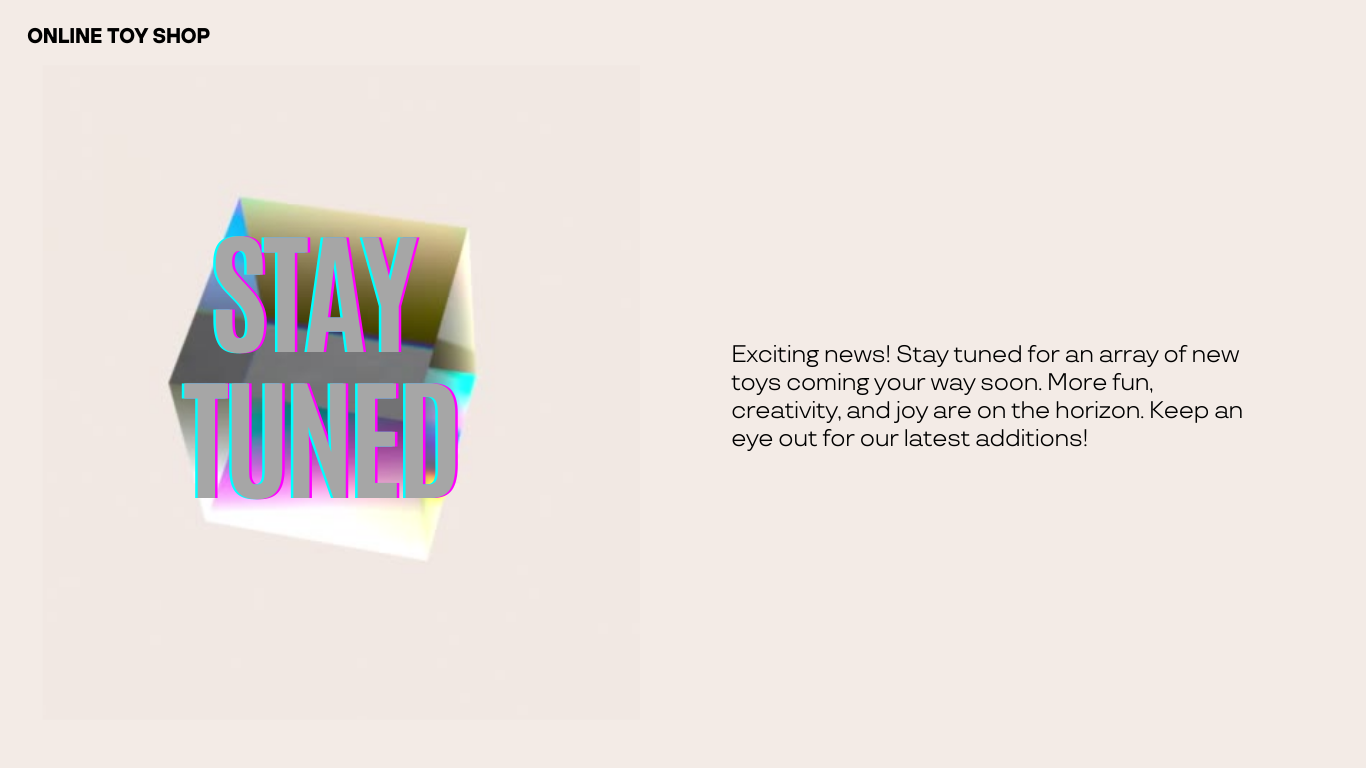 ONLINE TOY SHOP
STAY
TUNED
Exciting news! Stay tuned for an array of new
toys coming your way soon. More fun,
creativity, and joy are on the horizon. Keep an
eye out for our latest additions!